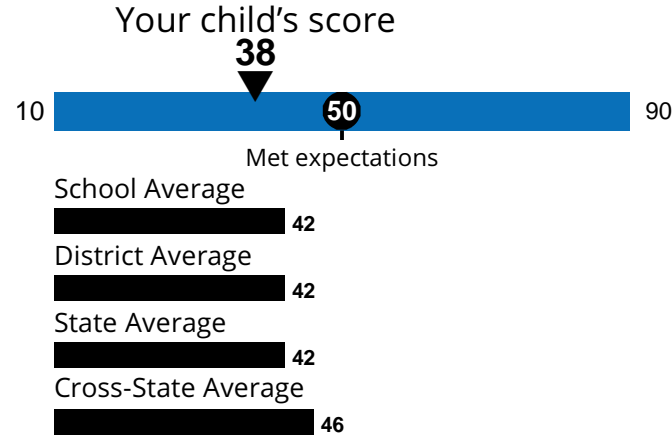 Your child's score
38
10 50 90
Met expectations
School Average
42
District Average
42
State Average
42
Cross-State Average
46